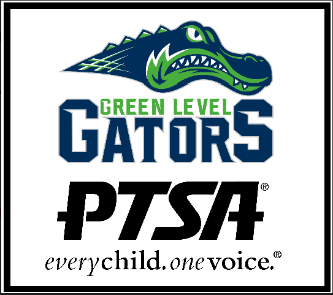 GREEN LEVEL
GATORS
PTSA®
everychild.onevoice.®